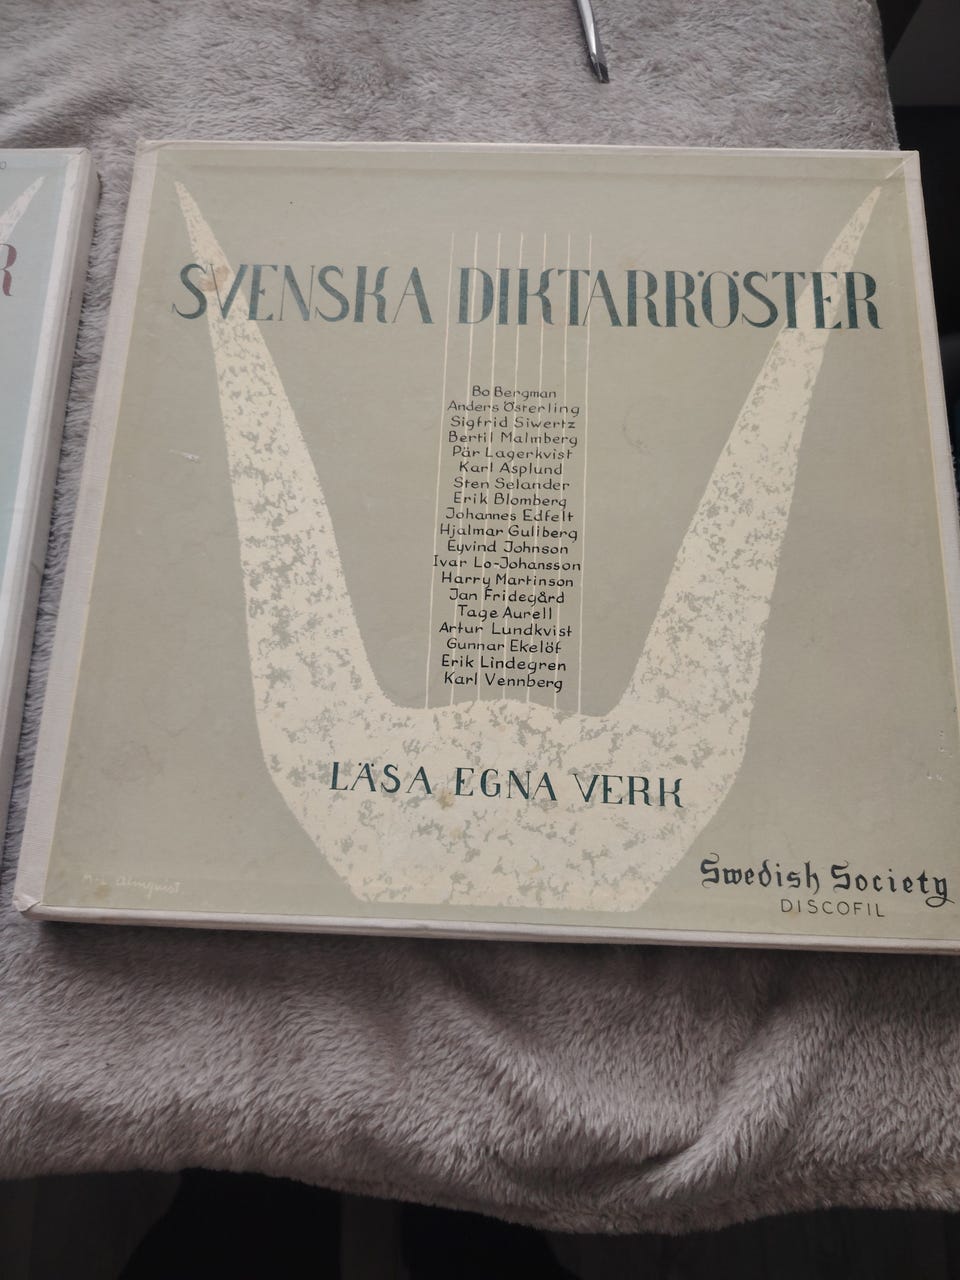 R
SVENSKA DIKTARRÖSTER
Bo Bergman
Anders Österling
Sigfrid Siwertz
Bertil Malmberg
Pär Lagerkvist
Karl Asplund
Sten Selander
Erik Blomberg
Johannes Edfelt
Hjalmar Gullberg
Eyvind Johnson
Ivar Lo-Johansson
Harry Martinson
Jan Fridegård
Tage Aurell
Artur Lundkvist
Gunnar Ekelöf
Erik Lindegren
Karl Vennberg
LÄSA EGNA VERK
Almquist
Swedish Society
DISCOFIL